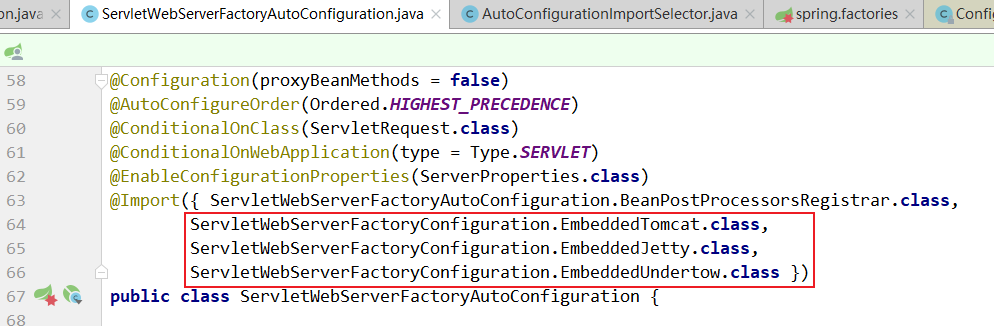 on.java × ServletWebServerFactoryAutoConfiguration.java × AutoConfigurationImportSelector.java × spring.factories × Config
58 @Configuration(proxyBeanMethods = false)
59 @AutoConfigureOrder(Ordered.HIGHEST_PRECEDENCE)
60 @ConditionalOnClass(ServletRequest.class)
61 @ConditionalOnWebApplication(type = Type.SERVLET)
62 @EnableConfigurationProperties(ServerProperties.class)
63 @Import({ ServletWebServerFactoryAutoConfiguration.BeanPostProcessorsRegistrar.class,
64 ServletWebServerFactoryConfiguration.EmbeddedTomcat.class,
65 ServletWebServerFactoryConfiguration.EmbeddedJetty.class,
66 ServletWebServerFactoryConfiguration.EmbeddedUndertow.class })
67 public class ServletWebServerFactoryAutoConfiguration {
68